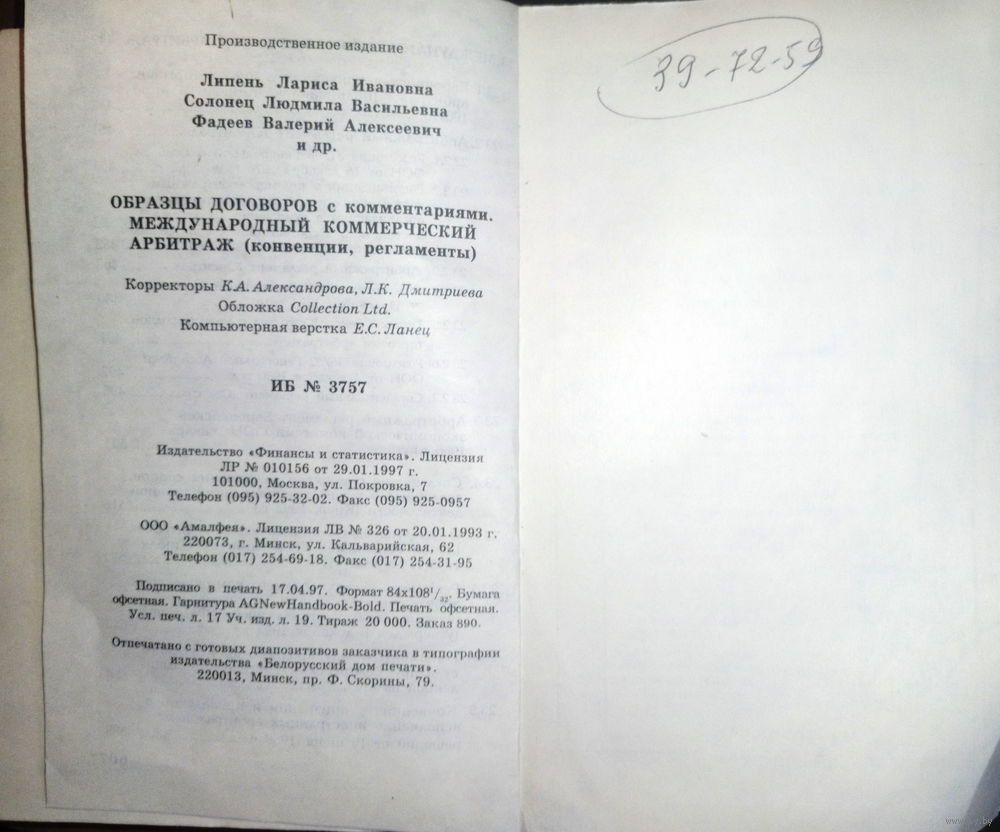 Производственное издание
Липень Лариса Ивановна
Солонец Людмила Васильевна
Фадеев Валерий Алексеевич
и др.
ОБРАЗЦЫ ДОГОВОРОВ с комментариями.
МЕЖДУНАРОДНЫЙ КОММЕРЧЕСКИЙ
АРБИТРАЖ (конвенции, регламенты)
Корректоры К.А. Александрова, Л.К. Дмитриева
Обложка Collection Ltd.
Компьютерная верстка Е.С. Ланец
ИБ № 3757
Издательство «Финансы и статистика». Лицензия
ЛР № 010156 от 29.01.1997 г.
101000, Москва, ул. Покровка, 7
Телефон (095) 925-32-02. Факс (095) 925-0957
ООО «Амалфея». Лицензия ЛВ № 326 от 20.01.1993 г.
220073, г. Минск, ул. Кальварийская, 62
Телефон (017) 254-69-18. Факс (017) 254-31-95
Подписано в печать 17.04.97. Формат 84х108¹/₃₂. Бумага
офсетная. Гарнитура AGNewHandbook-Bold. Печать офсетная.
Усл. печ. л. 17 Уч. изд. л. 19. Тираж 20 000. Заказ 890.
Отпечатано с готовых диапозитивов заказчика в типографии
издательства «Белорусский дом печати».
220013, Минск, пр. Ф. Скорины, 79.
39-72-59